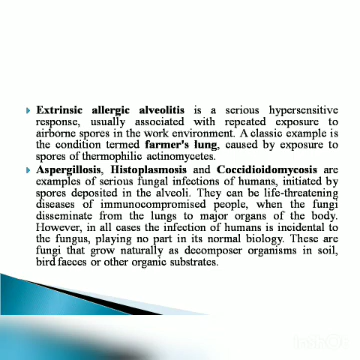 Extrinsic allergic alveolitis is a serious hypersensitive
response, usually associated with repeated exposure to
airborne spores in the work environment. A classic example is
the condition termed farmer's lung, caused by exposure to
spores of thermophilic actinomycetes.
Aspergillosis, Histoplasmosis and Coccidioidomycosis are
examples of serious fungal infections of humans, initiated by
spores deposited in the alveoli. They can be life-threatening
diseases of immunocompromised people, when the fungi
disseminate from the lungs to major organs of the body.
However, in all cases the infection of humans is incidental to
the fungus, playing no part in its normal biology. These are
fungi that grow naturally as decomposer organisms in soil,
bird faeces or other organic substrates.